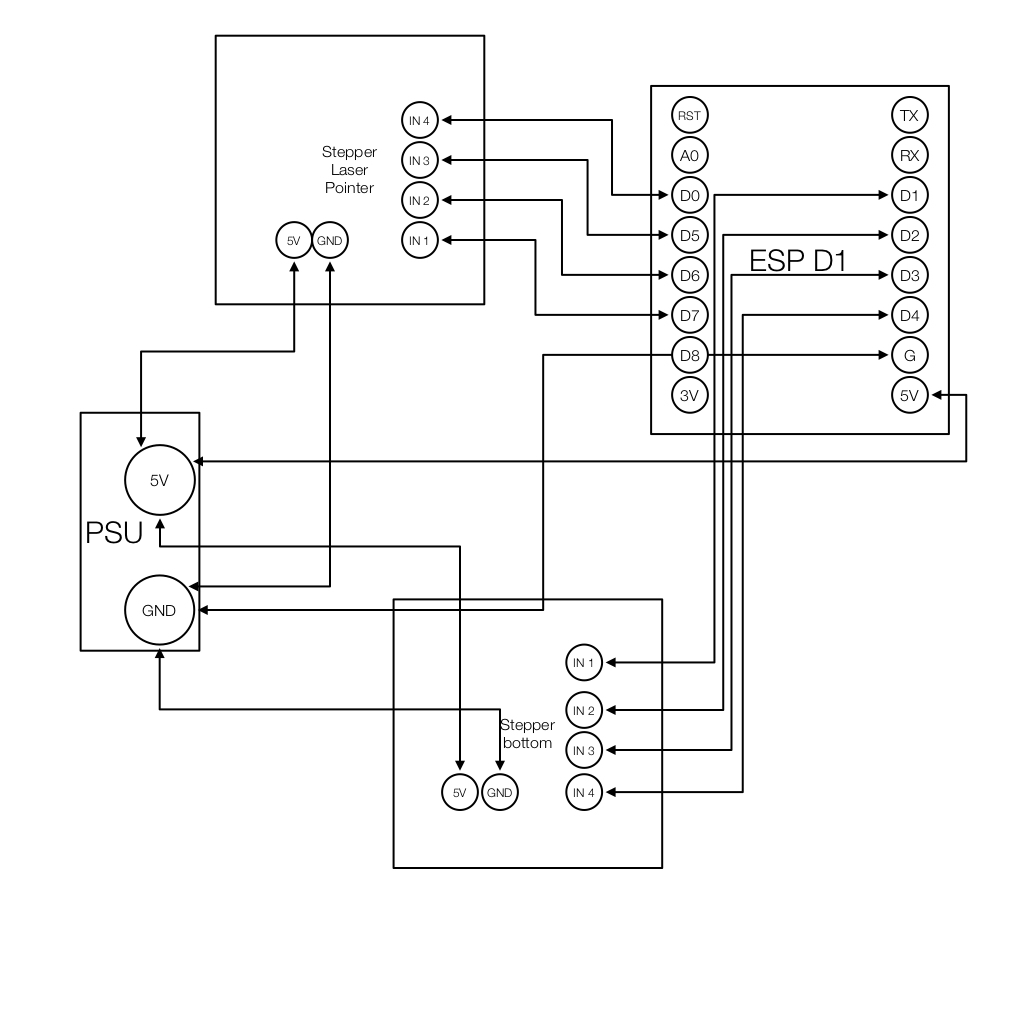 IN 4
IN 3
IN 2
IN 1
Stepper
Laser
Pointer
5V
GND
RST
A0
D0
D5
D6
D7
D8
3V
ESP D1
TX
RX
D1
D2
D3
D4
G
5V
5V
PSU
GND
IN 1
IN 2
IN 3
IN 4
Stepper
bottom
5V
GND